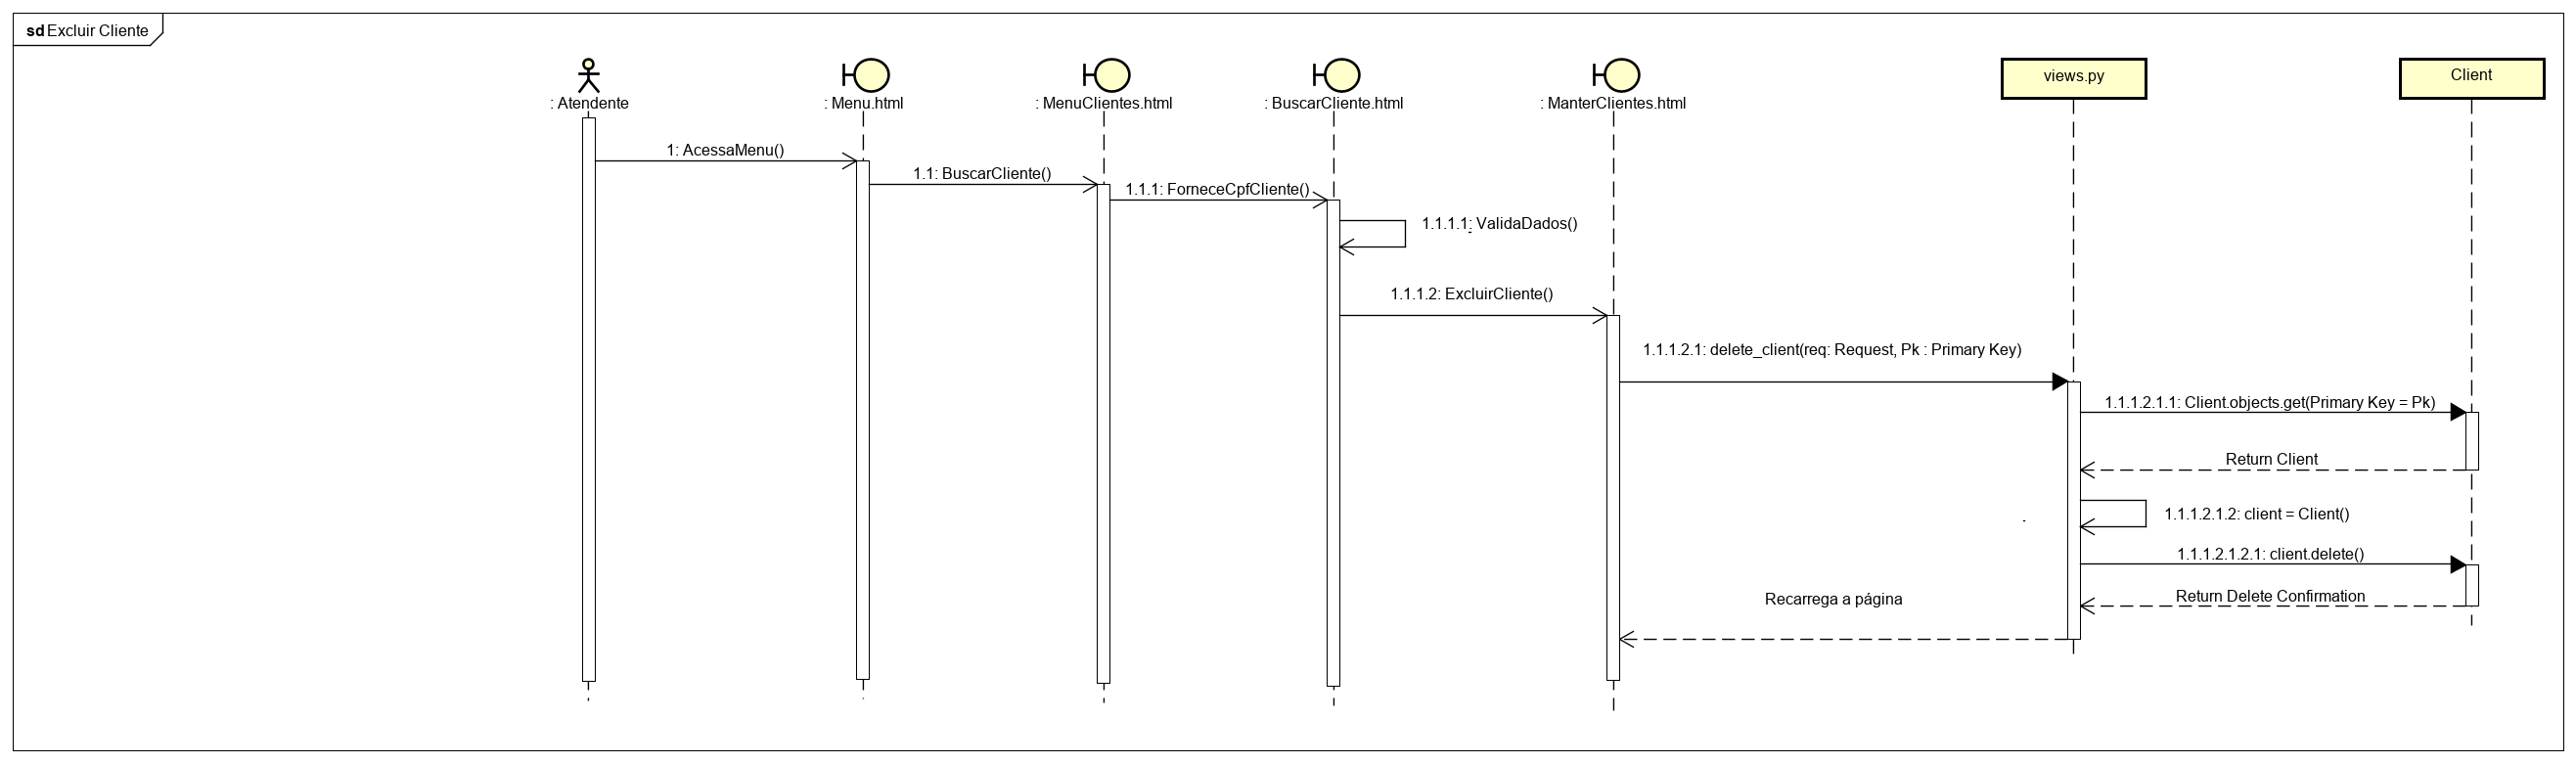 sd Excluir Cliente
views.py
Client
: Atendente
: Menu.html
: MenuClientes.html
: BuscarCliente.html
: ManterClientes.html
1: AcessaMenu()
1.1: BuscarCliente()
1.1.1: ForneceCpfCliente()
1.1.1.1: ValidaDados()
1.1.1.2: ExcluirCliente()
1.1.1.2.1: delete_client(req: Request, Pk : Primary Key)
1.1.1.2.1.1: Client.objects.get(Primary Key = Pk)
Return Client
1.1.1.2.1.2: client = Client()
1.1.1.2.1.2.1: client.delete()
Return Delete Confirmation
Recarrega a página